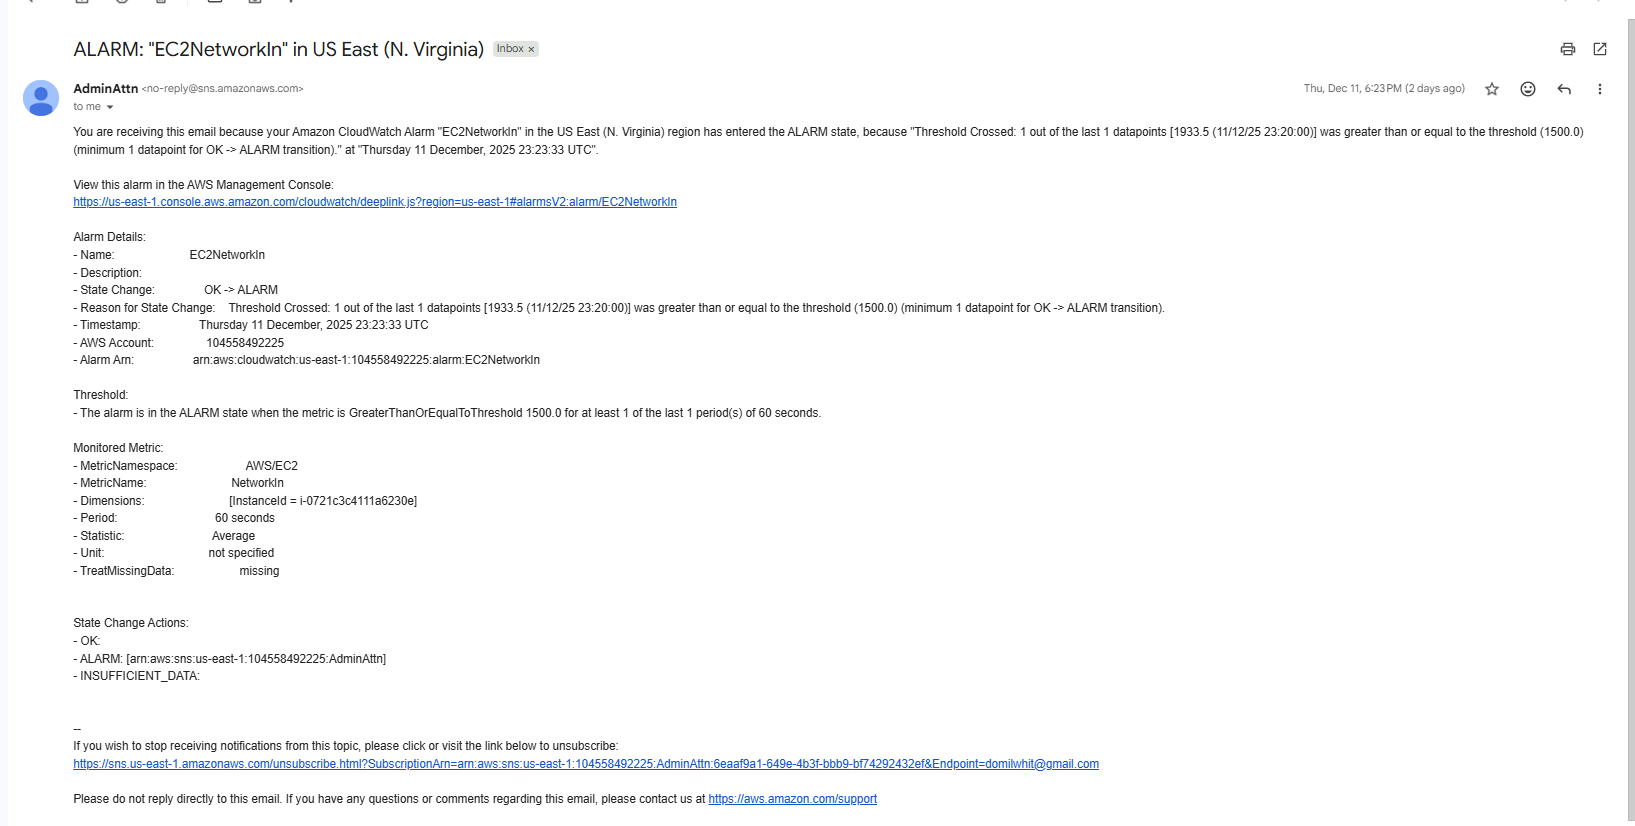 ALARM: "EC2NetworkIn" in US East (N. Virginia) Inbox ×
AdminAttn <no-reply@sns.amazonaws.com> Thu, Dec 11, 6:23 PM (2 days ago)
to me
You are receiving this email because your Amazon CloudWatch Alarm "EC2NetworkIn" in the US East (N. Virginia) region has entered the ALARM state, because "Threshold Crossed: 1 out of the last 1 datapoints [1933.5 (11/12/25 23:20:00)] was greater than or equal to the threshold (1500.0)
(minimum 1 datapoint for OK -> ALARM transition)." at "Thursday 11 December, 2025 23:23:33 UTC".
View this alarm in the AWS Management Console:
https://us-east-1.console.aws.amazon.com/cloudwatch/deeplink.js?region=us-east-1#alarmsV2:alarm/EC2NetworkIn
Alarm Details:
- Name: EC2NetworkIn
- Description:
- State Change: OK -> ALARM
- Reason for State Change: Threshold Crossed: 1 out of the last 1 datapoints [1933.5 (11/12/25 23:20:00)] was greater than or equal to the threshold (1500.0) (minimum 1 datapoint for OK -> ALARM transition).
- Timestamp: Thursday 11 December, 2025 23:23:33 UTC
- AWS Account: 104558492225
- Alarm Arn: arn:aws:cloudwatch:us-east-1:104558492225:alarm:EC2NetworkIn
Threshold:
- The alarm is in the ALARM state when the metric is GreaterThanOrEqualToThreshold 1500.0 for at least 1 of the last 1 period(s) of 60 seconds.
Monitored Metric:
- MetricNamespace: AWS/EC2
- MetricName: NetworkIn
- Dimensions: [InstanceId = i-0721c3c4111a6230e]
- Period: 60 seconds
- Statistic: Average
- Unit: not specified
- TreatMissingData: missing
State Change Actions:
- OK:
- ALARM: [arn:aws:sns:us-east-1:104558492225:AdminAttn]
- INSUFFICIENT_DATA:
--
If you wish to stop receiving notifications from this topic, please click or visit the link below to unsubscribe:
https://sns.us-east-1.amazonaws.com/unsubscribe.html?SubscriptionArn=arn:aws:sns:us-east-1:104558492225:AdminAttn:6eaaf9a1-649e-4b3f-bbb9-bf74292432ef&Endpoint=domilwhit@gmail.com
Please do not reply directly to this email. If you have any questions or comments regarding this email, please contact us at https://aws.amazon.com/support